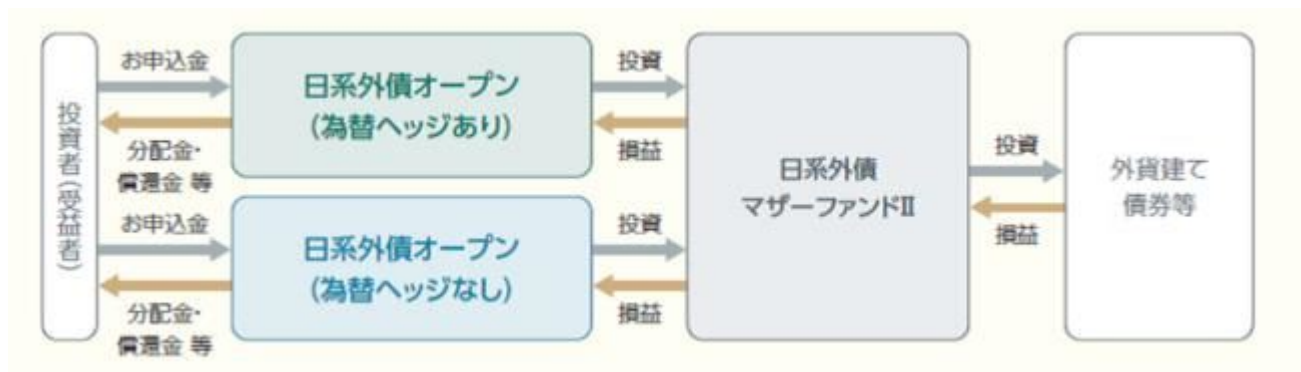 投資者(受益者)
お申込金
分配金・
償還金 等
お申込金
分配金・
償還金 等
日系外債オープン
(為替ヘッジあり)
日系外債オープン
(為替ヘッジなし)
投資
損益
投資
損益
日系外債
マザーファンドⅡ
投資
損益
外貨建て
債券等